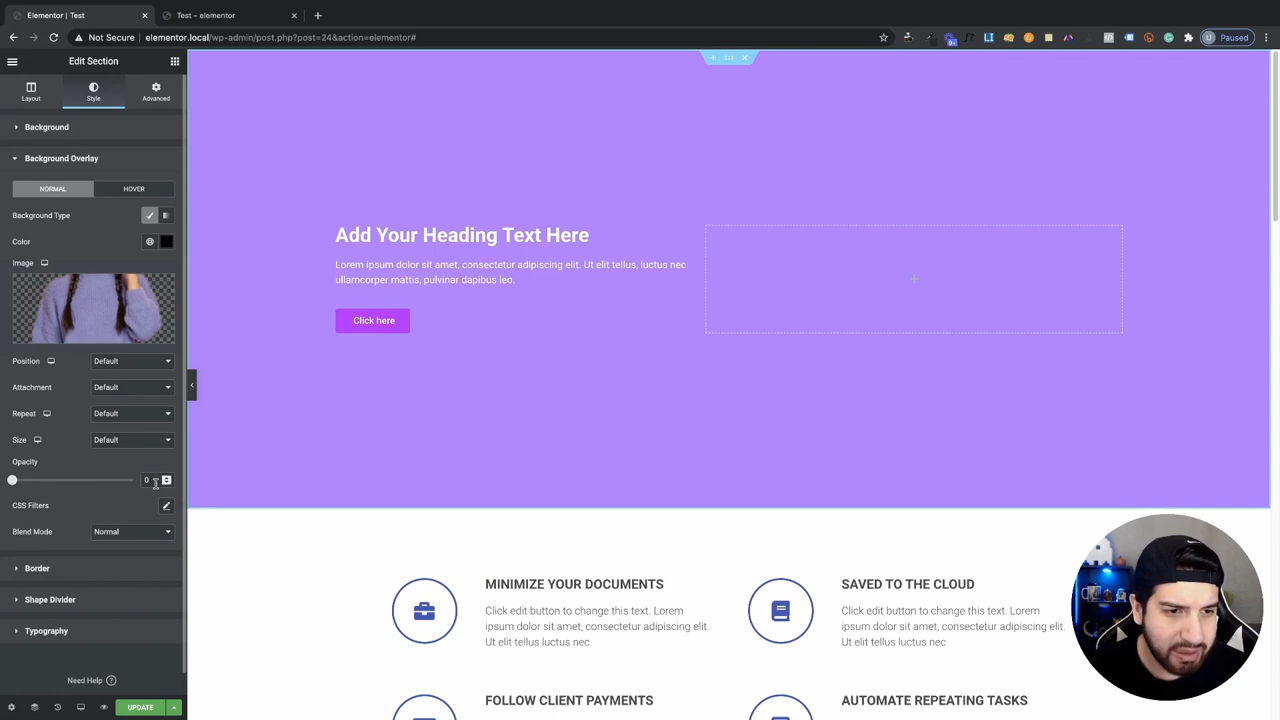 Elementor | Test
Test – elementor
Not Secure
elementor.local/wp-admin/post.php?post=24&action=elementor#
Paused
Edit Section
Layout
Style
Advanced
Background
Background Overlay
NORMAL
HOVER
Background Type
Color
Image
Position
Default
Attachment
Default
Repeat
Default
Size
Default
Opacity
0
CSS Filters
Blend Mode
Normal
Border
Shape Divider
Typography
Need Help
UPDATE
Add Your Heading Text Here
Lorem ipsum dolor sit amet, consectetur adipiscing elit. Ut elit tellus, luctus nec
ullamcorper mattis, pulvinar dapibus leo.
Click here
MINIMIZE YOUR DOCUMENTS
Click edit button to change this text. Lorem
ipsum dolor sit amet, consectetur adipiscing elit.
Ut elit tellus luctus nec
SAVED TO THE CLOUD
Click edit button to change this text. Lorem
ipsum dolor sit amet, consectetur adipiscing elit.
Ut elit tellus luctus nec
FOLLOW CLIENT PAYMENTS
AUTOMATE REPEATING TASKS